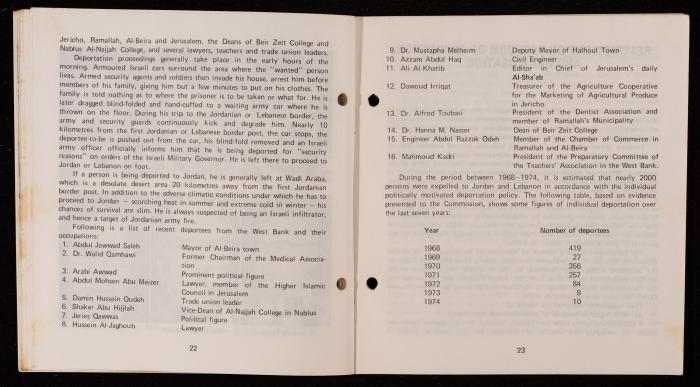 Jericho, Ramallah, Al-Beira and Jerusalem, the Deans of Beir Zeit College and
Nablus Al-Najjah College, and several lawyers, teachers and trade union leaders.
Deportation proceedings generally take place in the early hours of the
morning. Armoured Israeli cars surround the area where the "wanted" person
lives. Armed security agents and soldiers then invade his house, arrest him before
members of his family, giving him but a few minutes to put on his clothes. The
family is told nothing as to where the prisoner is to be taken or what for. He is
later dragged blind-folded and hand-cuffed to a waiting army car where he is
thrown on the floor. During his trip to the Jordanian or Lebanese border, the
army and security guards continuously kick and degrade him. Nearly 10
kilometres from the first Jordanian or Lebanese border post, the car stops, the
deportee-to-be is pushed out from the car, his blind-fold removed and an Israeli
army officer officially informs him that he is being deported for "security
reasons" on orders of the Israeli Military Governor. He is left there to proceed to
Jordan or Lebanon on foot.
If a person is being deported to Jordan, he is generally left at Wadi Araba,
which is a desolate desert area 20 kilometres away from the first Jordanian
border post. In addition to the adverse climatic conditions under which he has to
proceed to Jordan — scorching heat in summer and extreme cold in winter — his
chances of survival are slim. He is always suspected of being an Israeli infiltrator,
and hence a target of Jordanian army fire.
Following is a list of recent deportees from the West Bank and their
occupations:
1. Abdul Jawwad Saleh Mayor of Al-Beira town
2. Dr. Walid Qamhawi Former Chairman of the Medical Associa-
tion
3. Arabi Awwad Prominent political figure
4. Abdul Mohsen Abu Meizer Lawyer, member of the Higher Islamic
Council in Jerusalem
5. Damin Hussein Oudeh Trade union leader
6. Shaker Abu Hijlah Vice-Dean of Al-Najjah College in Nablus
7. Jeries Qawwas Political figure
8. Hussein Al-Jaghoub Lawyer
22
9. Dr. Mustapha Melheim Deputy Mayor of Halhoul Town
10. Azzam Abdul Haq Civil Engineer
11. Ali Al-Khatib Editor in Chief of Jerusalem's daily
Al-Sha'ab
12. Dawoud Irriqat Treasurer of the Agriculture Cooperative
for the Marketing of Agricultural Produce
in Jericho.
13. Dr. Alfred Toubasi President of the Dentist Association and
member of Ramallah's Municipality
14. Dr. Hanna M. Nasser Dean of Beir Zeit College
15. Engineer Abdul Razzak Odeh Member of the Chamber of Commerce in
Ramallah and Al-Beira
16. Mahmoud Kadri President of the Preparatory Committee of
the Teachers' Association in the West Bank.
During the period between 1968–1974, it is estimated that nearly 2000
persons were expelled to Jordan and Lebanon in accordance with the individual
politically motivated deportation policy. The following table, based on evidence
presented to the Commission, shows some figures of individual deportation over
the last seven years:
Year Number of deportees
1968 419
1969 27
1970 356
1971 257
1972 84
1973 8
1974 10
23